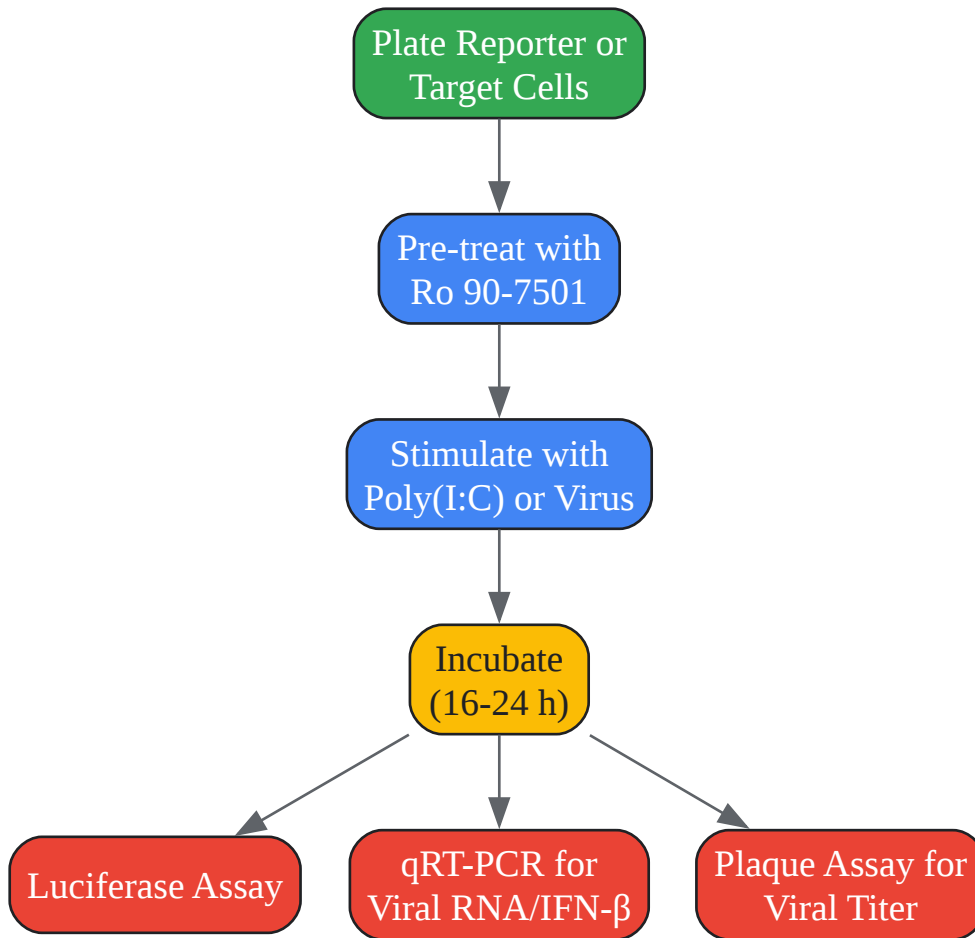 Plate Reporter or
Target Cells
Pre-treat with
Ro 90-7501
Stimulate with
Poly(I:C) or Virus
Incubate
(16-24 h)
Luciferase Assay
qRT-PCR for
Viral RNA/IFN-β
Plaque Assay for
Viral Titer